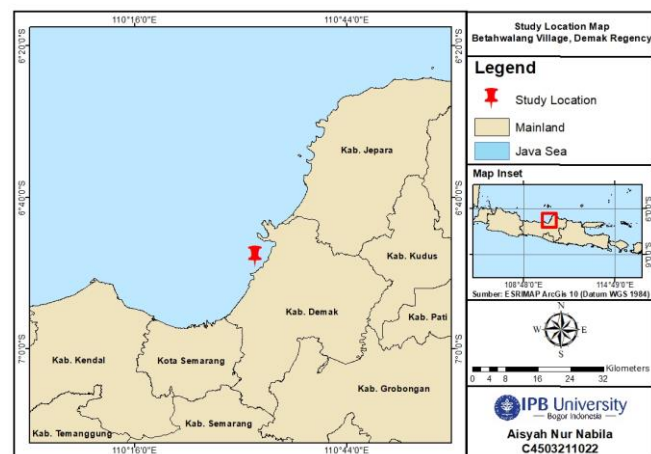 110°16'0"E 110°44'0"E
6°20'0"S 6°20'0"S
Kab. Jepara
6°40'0"S 6°40'0"S
Kab. Kudus
Kab. Demak
Kab. Pati
7°0'0"S 7°0'0"S
Kab. Kendal
Kota Semarang
Kab. Grobongan
Kab. Semarang
Kab. Temanggung
110°16'0"E 110°44'0"E
Study Location Map
Betahwalang Village, Demak Regency
Legend
Study Location
Mainland
Java Sea
Map Inset
108°48'0"E 114°49'0"E
Sumber: ESRIMAP ArcGis 10 (Datum WGS 1984)
N
W E
S
Kilometers
0 4 8 16 24 32
IPB University
Bogor Indonesia
Aisyah Nur Nabila
C4503211022